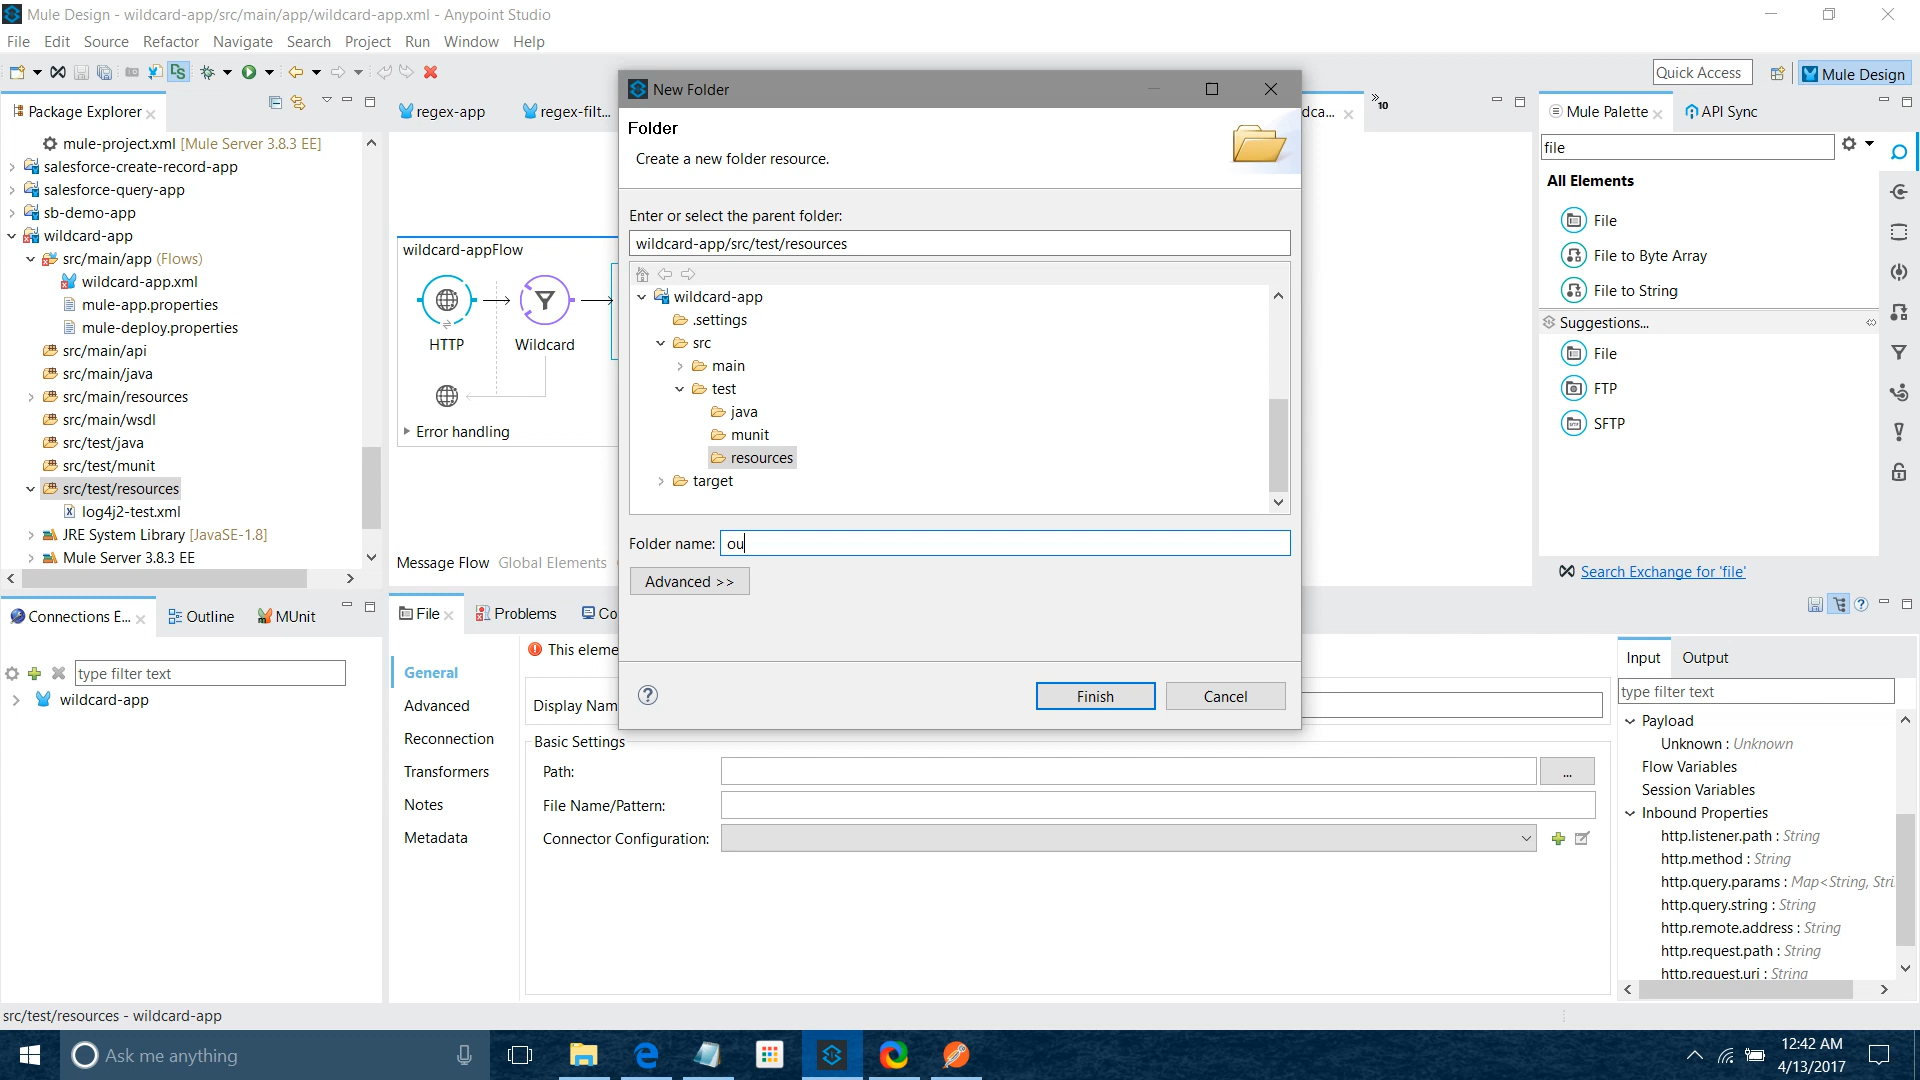 Mule Design - wildcard-app/src/main/app/wildcard-app.xml - Anypoint Studio
File Edit Source Refactor Navigate Search Project Run Window Help
Quick Access
Mule Design
Package Explorer
mule-project.xml [Mule Server 3.8.3 EE]
salesforce-create-record-app
salesforce-query-app
sb-demo-app
wildcard-app
src/main/app (Flows)
wildcard-app.xml
mule-app.properties
mule-deploy.properties
src/main/api
src/main/java
src/main/resources
src/main/wsdl
src/test/java
src/test/munit
src/test/resources
log4j2-test.xml
JRE System Library [JavaSE-1.8]
Mule Server 3.8.3 EE
regex-app
regex-filt...
dca...
»10
wildcard-appFlow
HTTP
Wildcard
Error handling
Message Flow Global Elements
New Folder
Folder
Create a new folder resource.
Enter or select the parent folder:
wildcard-app/src/test/resources
wildcard-app
.settings
src
main
test
java
munit
resources
target
Folder name: ou
Advanced >>
Finish
Cancel
Mule Palette
API Sync
file
All Elements
File
File to Byte Array
File to String
Suggestions...
File
FTP
SFTP
Search Exchange for 'file'
Connections E...
Outline
MUnit
type filter text
wildcard-app
File
Problems
Co
This eleme
General
Advanced
Reconnection
Transformers
Notes
Metadata
Display Nam
Basic Settings
Path:
...
File Name/Pattern:
Connector Configuration:
Input
Output
type filter text
Payload
Unknown : Unknown
Flow Variables
Session Variables
Inbound Properties
http.listener.path : String
http.method : String
http.query.params : Map<String, Stri
http.query.string : String
http.remote.address : String
http.request.path : String
http.request.uri : String
src/test/resources - wildcard-app
Ask me anything
12:42 AM
4/13/2017